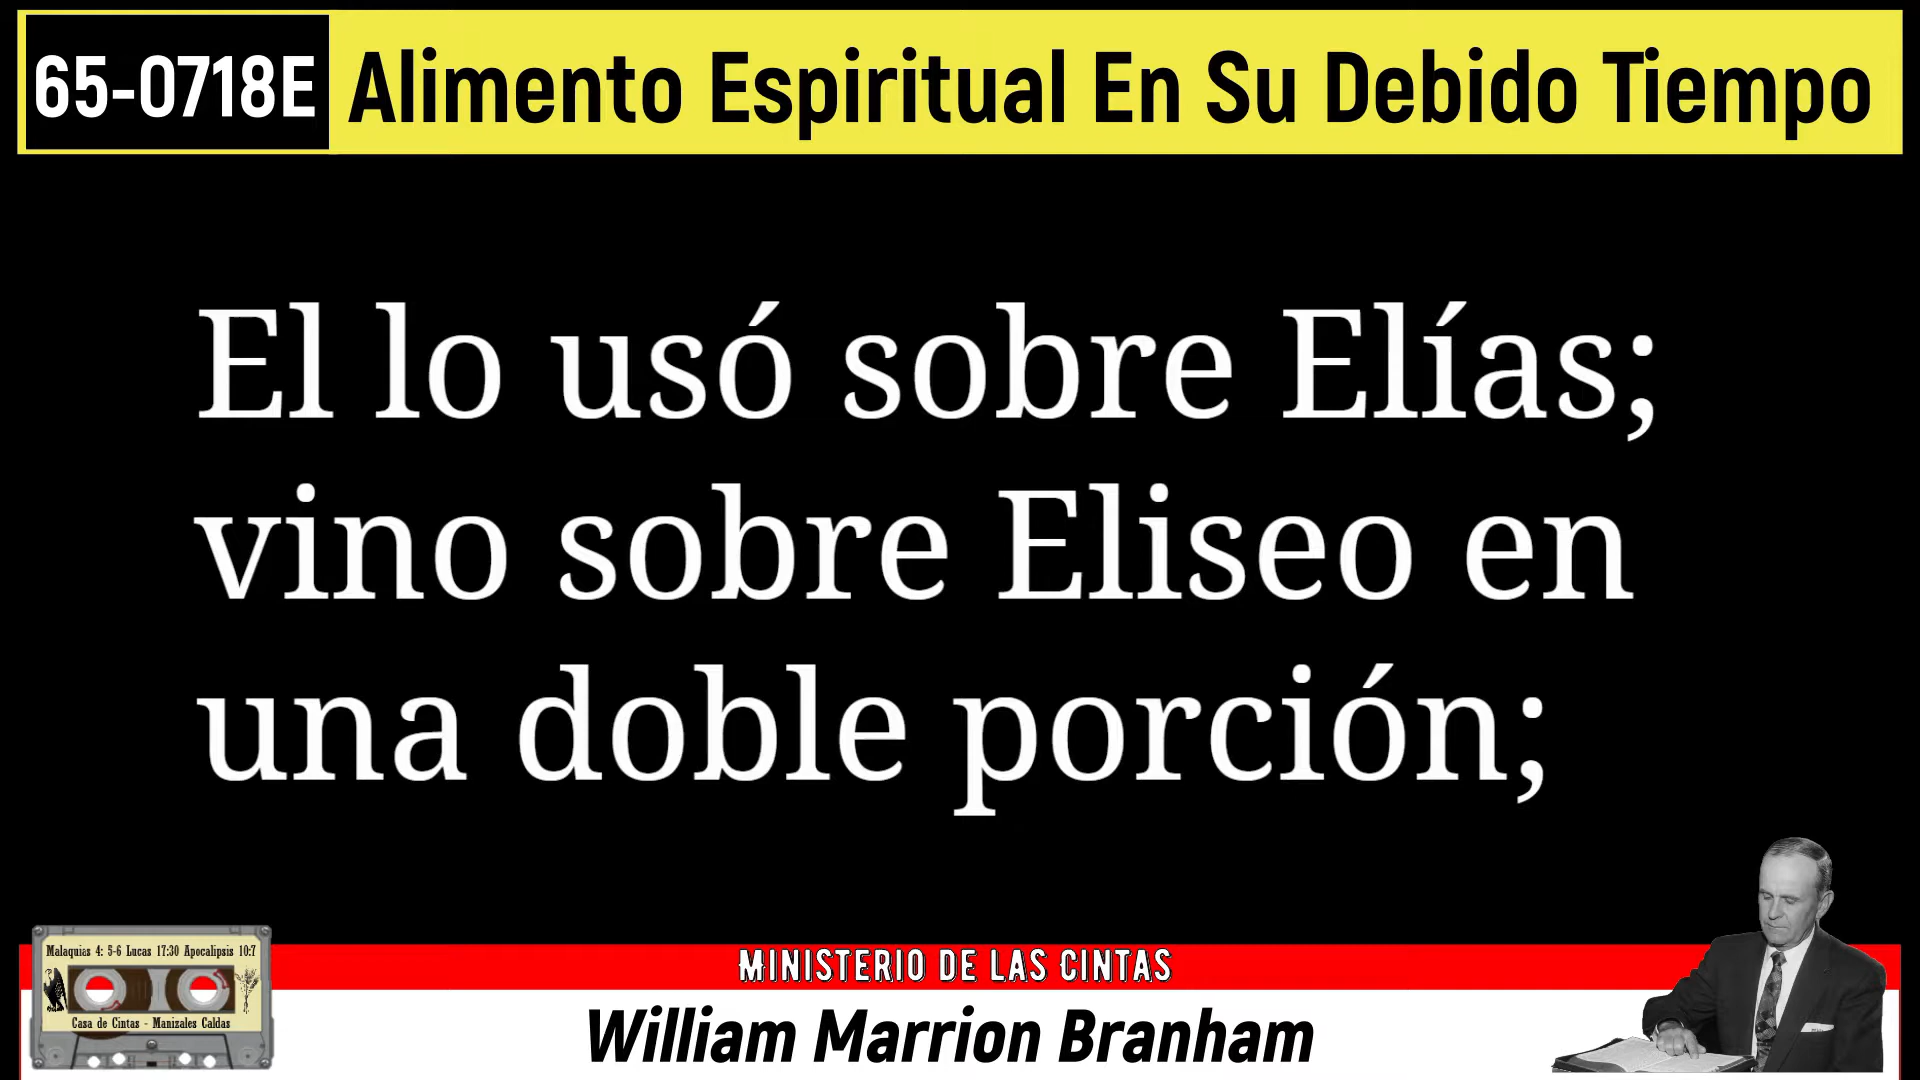 65-0718E Alimento Espiritual En Su Debido Tiempo
El lo usó sobre Elías;
vino sobre Eliseo en
una doble porción;
Malaquias 4: 5-6 Lucas 17:30 Apocalipsis 10:7
Casa de Cintas - Manizales Caldas
MINISTERIO DE LAS CINTAS
William Marrion Branham